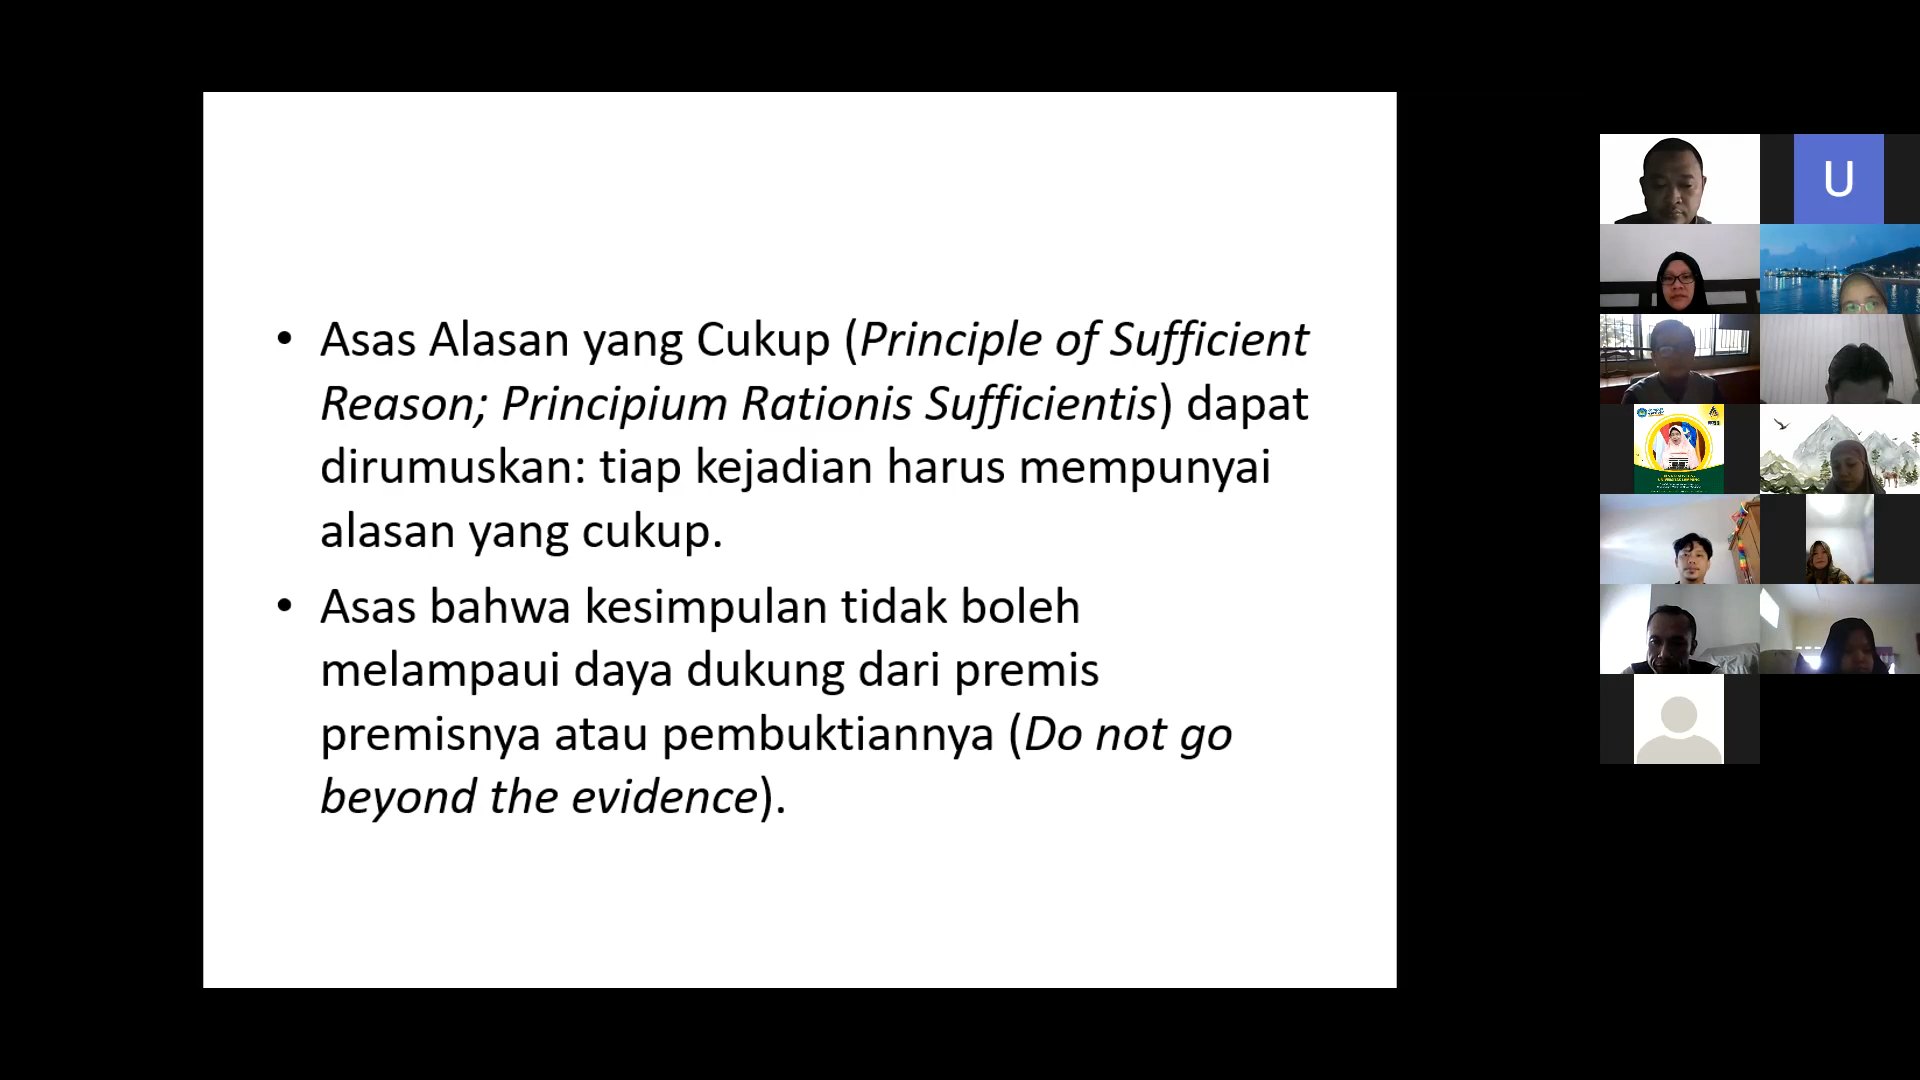 • Asas Alasan yang Cukup (Principle of Sufficient
Reason; Principium Rationis Sufficientis) dapat
dirumuskan: tiap kejadian harus mempunyai
alasan yang cukup.
• Asas bahwa kesimpulan tidak boleh
melampaui daya dukung dari premis
premisnya atau pembuktiannya (Do not go
beyond the evidence).
U